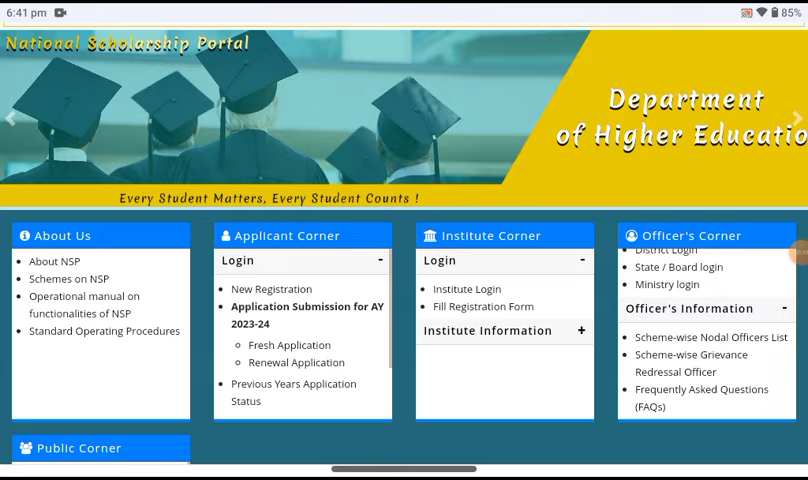 6:41 pm
85%
National Scholarship Portal
Department
of Higher Educatio
Every Student Matters, Every Student Counts !
About Us
About NSP
Schemes on NSP
Operational manual on
functionalities of NSP
Standard Operating Procedures
Applicant Corner
Login -
New Registration
Application Submission for AY
2023-24
Fresh Application
Renewal Application
Previous Years Application
Status
Institute Corner
Login -
Institute Login
Fill Registration Form
Institute Information +
Officer's Corner
District Login
State / Board login
Ministry login
Officer's Information -
Scheme-wise Nodal Officers List
Scheme-wise Grievance
Redressal Officer
Frequently Asked Questions
(FAQs)
Public Corner